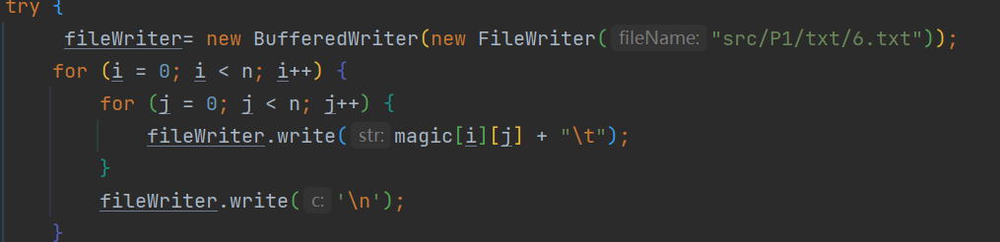 try {
fileWriter= new BufferedWriter(new FileWriter( fileName: "src/P1/txt/6.txt"));
for (i = 0; i < n; i++) {
for (j = 0; j < n; j++) {
fileWriter.write( str: magic[i][j] + "\t");
}
fileWriter.write( c: '\n');
}